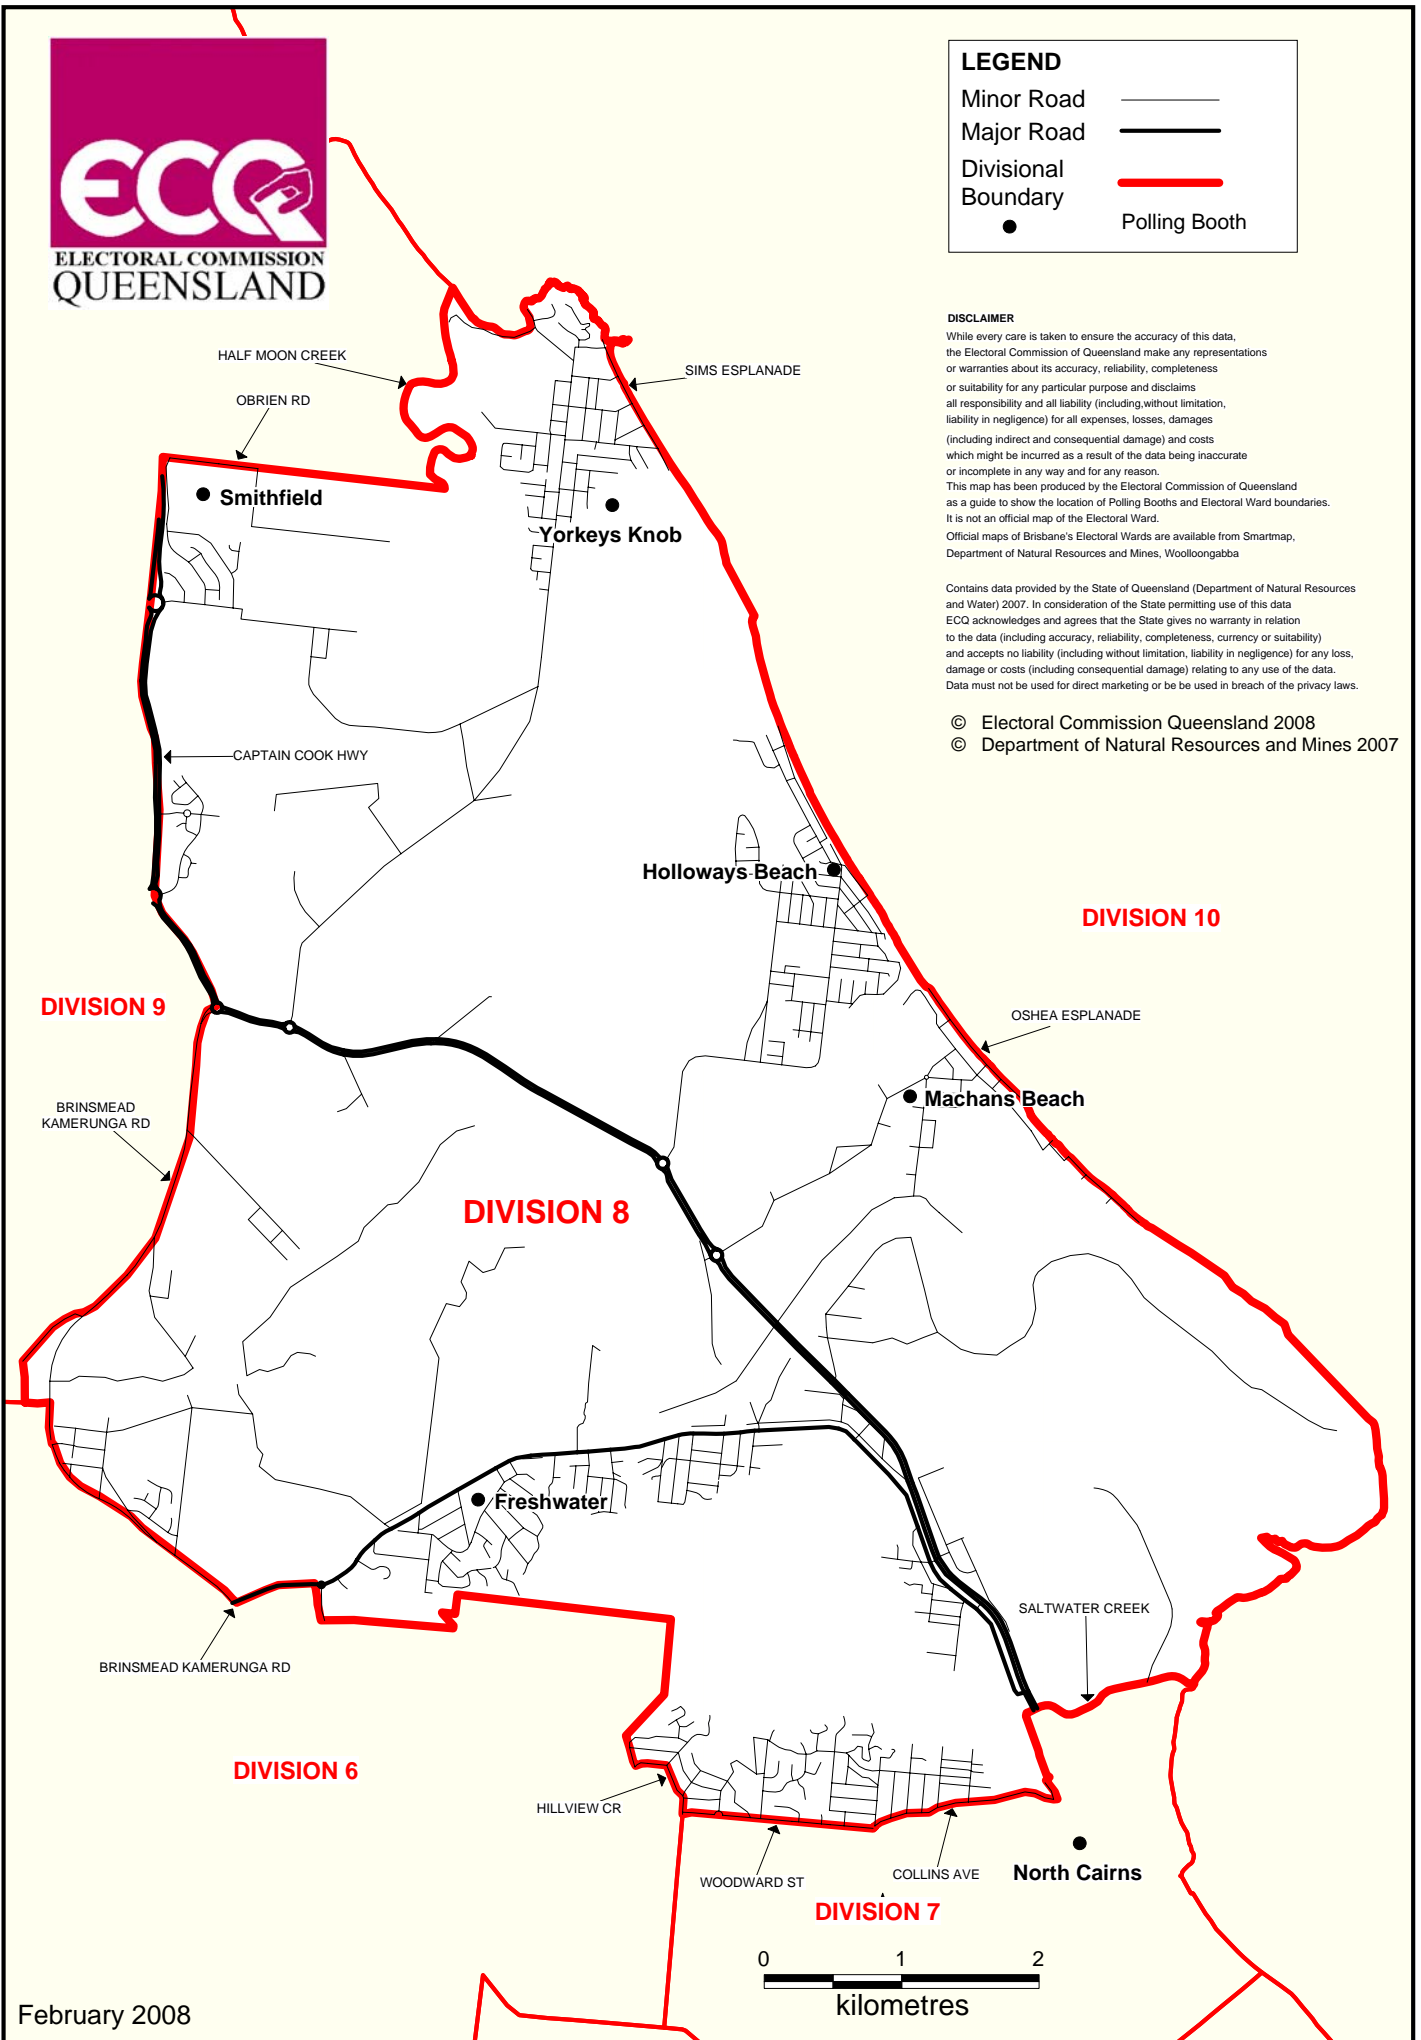 ECQ
ELECTORAL COMMISSION
QUEENSLAND
LEGEND
Minor Road
Major Road
Divisional
Boundary
Polling Booth
DISCLAIMER
While every care is taken to ensure the accuracy of this data,
the Electoral Commission of Queensland make any representations
or warranties about its accuracy, reliability, completeness
or suitability for any particular purpose and disclaims
all responsibility and all liability (including,without limitation,
liability in negligence) for all expenses, losses, damages
(including indirect and consequential damage) and costs
which might be incurred as a result of the data being inaccurate
or incomplete in any way and for any reason.
This map has been produced by the Electoral Commission of Queensland
as a guide to show the location of Polling Booths and Electoral Ward boundaries.
It is not an official map of the Electoral Ward.
Official maps of Brisbane's Electoral Wards are available from Smartmap,
Department of Natural Resources and Mines, Woolloongabba
Contains data provided by the State of Queensland (Department of Natural Resources
and Water) 2007. In consideration of the State permitting use of this data
ECQ acknowledges and agrees that the State gives no warranty in relation
to the data (including accuracy, reliability, completeness, currency or suitability)
and accepts no liability (including without limitation, liability in negligence) for any loss,
damage or costs (including consequential damage) relating to any use of the data.
Data must not be used for direct marketing or be be used in breach of the privacy laws.
© Electoral Commission Queensland 2008
© Department of Natural Resources and Mines 2007
HALF MOON CREEK
SIMS ESPLANADE
OBRIEN RD
Smithfield
Yorkeys Knob
CAPTAIN COOK HWY
Holloways Beach
DIVISION 10
DIVISION 9
OSHEA ESPLANADE
Machans Beach
BRINSMEAD
KAMERUNGA RD
DIVISION 8
Freshwater
SALTWATER CREEK
BRINSMEAD KAMERUNGA RD
DIVISION 6
HILLVIEW CR
WOODWARD ST
COLLINS AVE
North Cairns
DIVISION 7
0 1 2
kilometres
February 2008